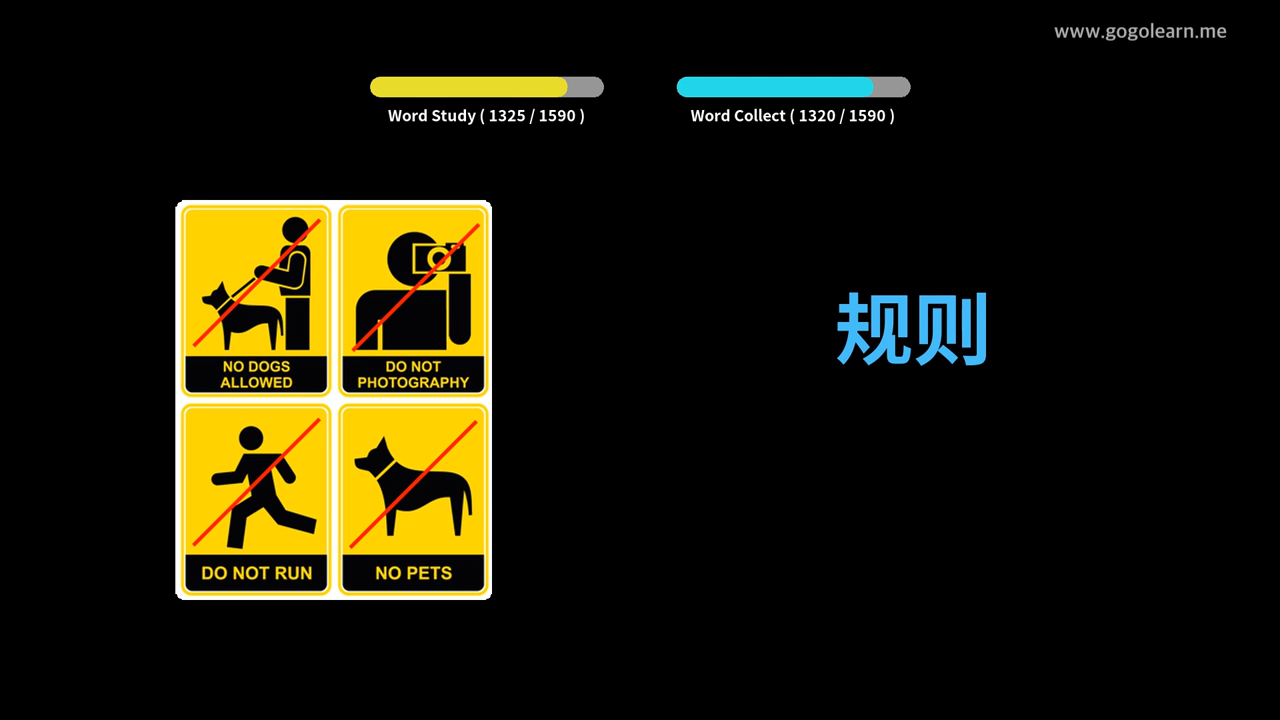 www.gogolearn.me
Word Study ( 1325 / 1590 )
Word Collect ( 1320 / 1590 )
NO DOGS
ALLOWED
DO NOT
PHOTOGRAPHY
规则
DO NOT RUN
NO PETS